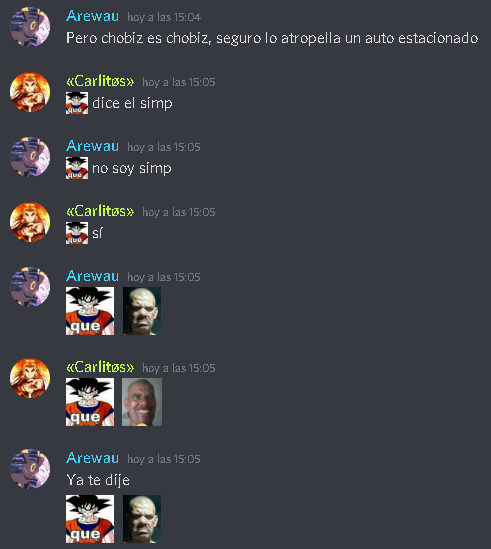 Arewau hoy a las 15:04
Pero chobiz es chobiz, seguro lo atropella un auto estacionado
«Carlitøs» hoy a las 15:05
que dice el simp
Arewau hoy a las 15:05
que no soy simp
«Carlitøs» hoy a las 15:05
que sí
Arewau hoy a las 15:05
que
«Carlitøs» hoy a las 15:05
que
Arewau hoy a las 15:05
Ya te dije
que